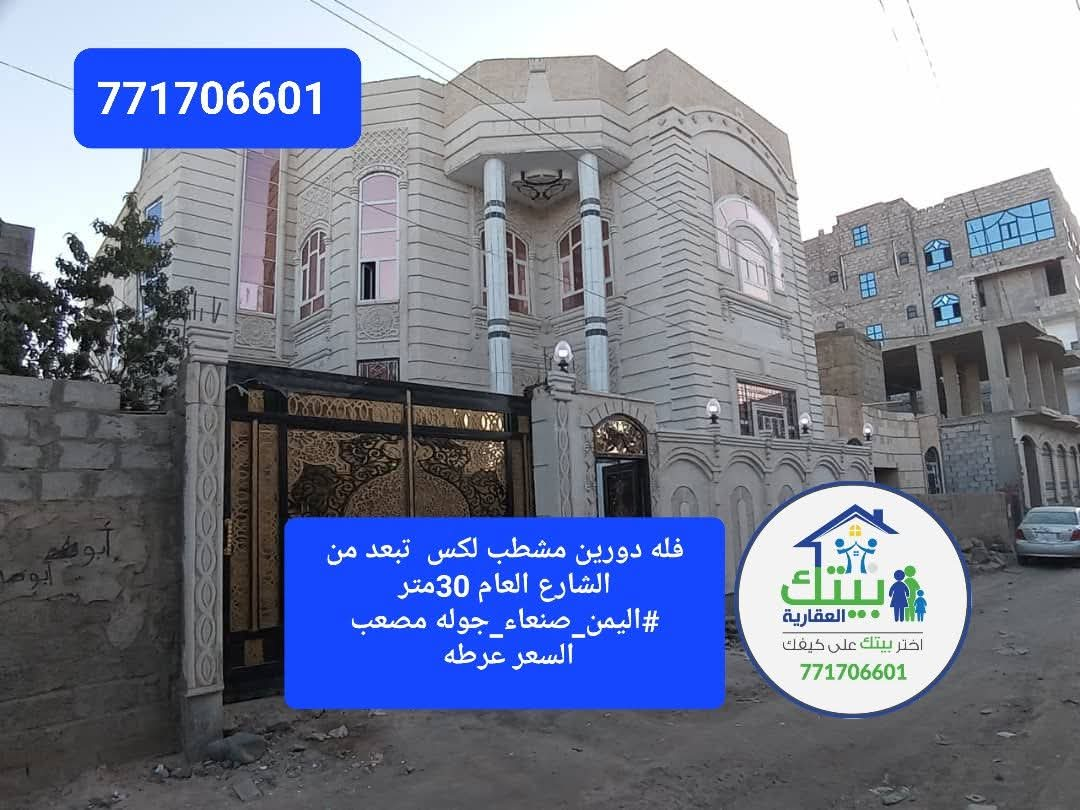 771706601
فله دورين مشطب لكس تبعد من
الشارع العام 30متر
#اليمن_صنعاء_جوله مصعب
السعر عرطه
بيتك
العقارية
اختر بيتك على كيفك
771706601
أبو